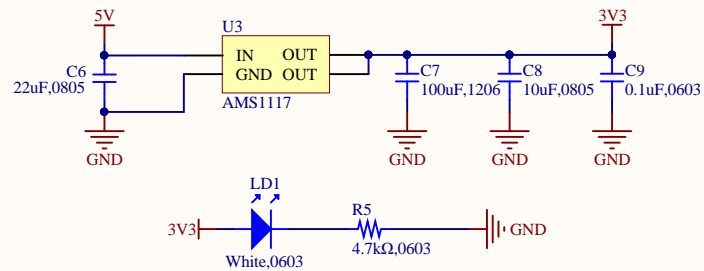 5V
U3
3V3
IN
OUT
GND
OUT
AMS1117
C6
22uF,0805
C7
100uF,1206
C8
10uF,0805
C9
0.1uF,0603
GND
GND
GND
GND
LD1
3V3
R5
GND
White,0603
4.7kΩ,0603